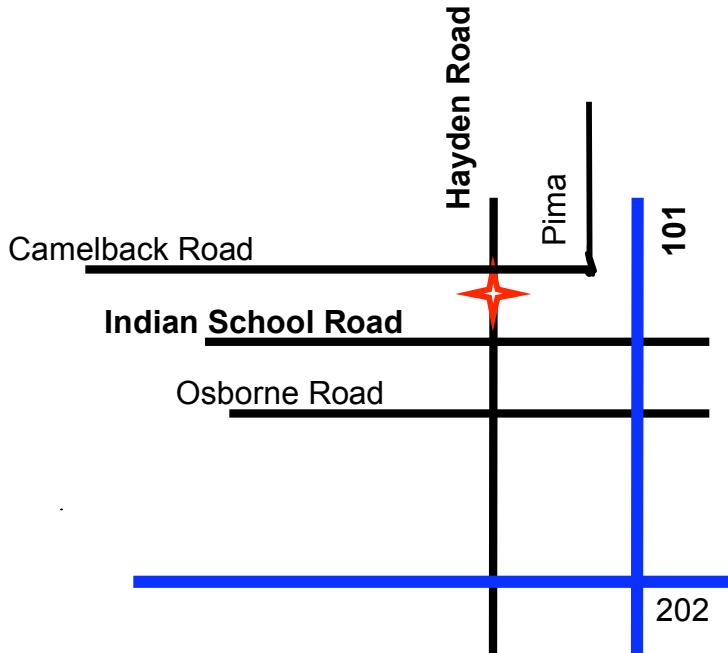 Hayden Road
Pima
101
Camelback Road
Indian School Road
Osborne Road
202